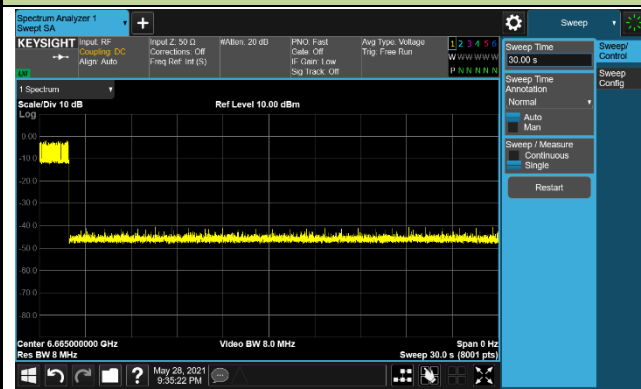 Spectrum Analyzer 1
Swept SA
+
Sweep
KEYSIGHT
Input: RF
Coupling: DC
Align: Auto
Input Z: 50 Ω
Corrections: Off
Freq Ref: Int (S)
#Atten: 20 dB
PNO: Fast
Gate: Off
IF Gain: Low
Sig Track: Off
Avg Type: Voltage
Trig: Free Run
1 2 3 4 5 6
W W W W W W
P N N N N N
LXI
1 Spectrum
Scale/Div 10 dB
Ref Level 10.00 dBm
Log
0.00
-10.0
-20.0
-30.0
-40.0
-50.0
-60.0
-70.0
-80.0
Center 6.665000000 GHz
Res BW 8 MHz
Video BW 8.0 MHz
Span 0 Hz
Sweep 30.0 s (8001 pts)
Sweep Time
30.00 s
Sweep Time
Annotation
Normal
Auto
Man
Sweep / Measure
Continuous
Single
Restart
Sweep/
Control
Sweep
Config
?
May 28, 2021
9:35:22 PM